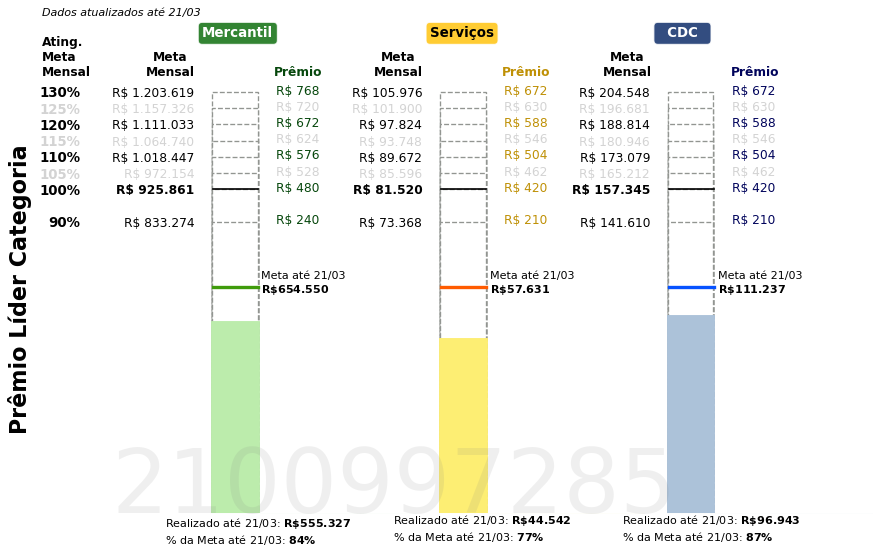 Dados atualizados até 21/03
Mercantil Serviços CDC
Ating. Meta Mensal
Meta Mensal Prêmio Meta Mensal Prêmio Meta Mensal Prêmio
130% R$ 1.203.619 R$ 768 R$ 105.976 R$ 672 R$ 204.548 R$ 672
125% R$ 1.157.326 R$ 720 R$ 101.900 R$ 630 R$ 196.681 R$ 630
120% R$ 1.111.033 R$ 672 R$ 97.824 R$ 588 R$ 188.814 R$ 588
115% R$ 1.064.740 R$ 624 R$ 93.748 R$ 546 R$ 180.946 R$ 546
110% R$ 1.018.447 R$ 576 R$ 89.672 R$ 504 R$ 173.079 R$ 504
105% R$ 972.154 R$ 528 R$ 85.596 R$ 462 R$ 165.212 R$ 462
100% R$ 925.861 R$ 480 R$ 81.520 R$ 420 R$ 157.345 R$ 420
90% R$ 833.274 R$ 240 R$ 73.368 R$ 210 R$ 141.610 R$ 210
Meta até 21/03 Meta até 21/03 Meta até 21/03
R$654.550 R$57.631 R$111.237
Prêmio Líder Categoria
2100997285
Realizado até 21/03: R$555.327 Realizado até 21/03: R$44.542 Realizado até 21/03: R$96.943
% da Meta até 21/03: 84% % da Meta até 21/03: 77% % da Meta até 21/03: 87%